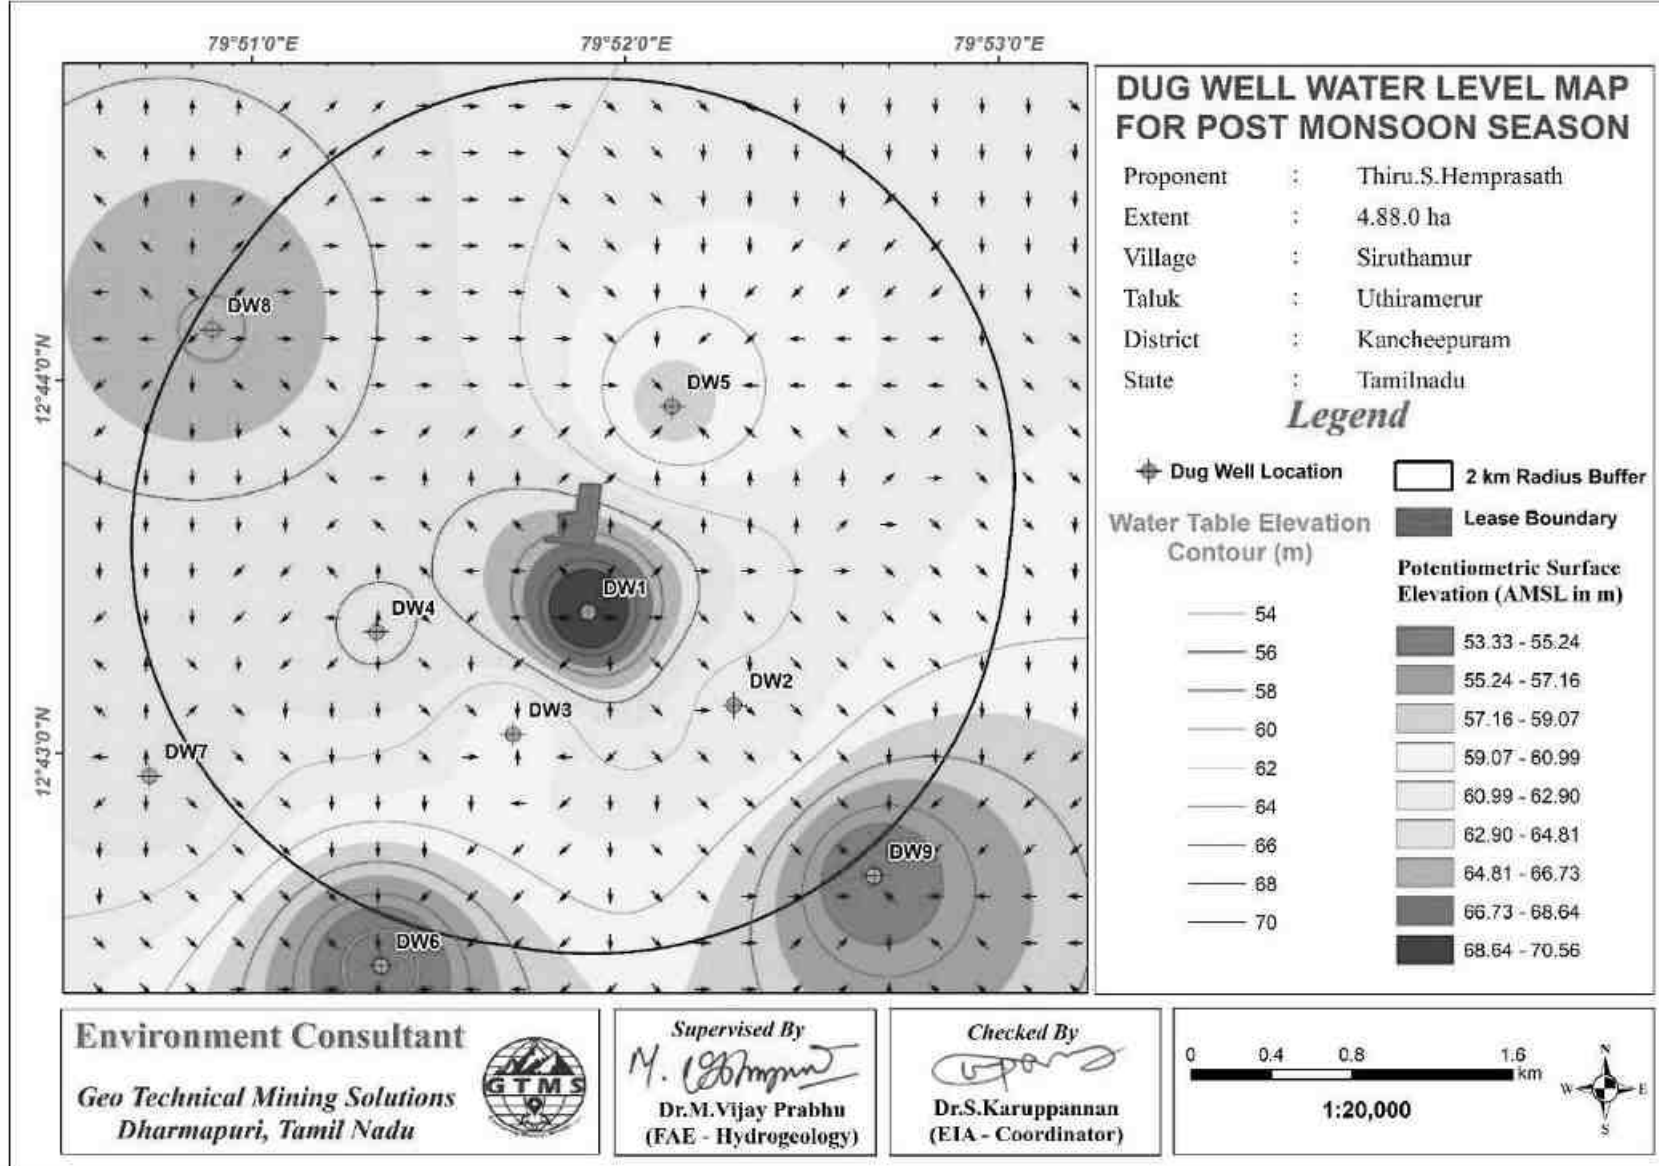 79°51'0"E
79°52'0"E
79°53'0"E
12°44'0"N
12°43'0"N
DW8
DW5
DW1
DW4
DW2
DW3
DW7
DW9
DW6
DUG WELL WATER LEVEL MAP
FOR POST MONSOON SEASON
Proponent : Thiru.S.Hemprasath
Extent : 4.88.0 ha
Village : Siruthamur
Taluk : Uthiramerur
District : Kancheepuram
State : Tamilnadu
Legend
Dug Well Location
2 km Radius Buffer
Lease Boundary
Water Table Elevation
Contour (m)
54
56
58
60
62
64
66
68
70
Potentiometric Surface
Elevation (AMSL in m)
53.33 - 55.24
55.24 - 57.16
57.16 - 59.07
59.07 - 60.99
60.99 - 62.90
62.90 - 64.81
64.81 - 66.73
66.73 - 68.64
68.64 - 70.56
Environment Consultant
Geo Technical Mining Solutions
Dharmapuri, Tamil Nadu
GTMS
Supervised By
Dr.M.Vijay Prabhu
(FAE - Hydrogeology)
Checked By
Dr.S.Karuppannan
(EIA - Coordinator)
0 0.4 0.8 1.6
km
1:20,000
N
W E
S